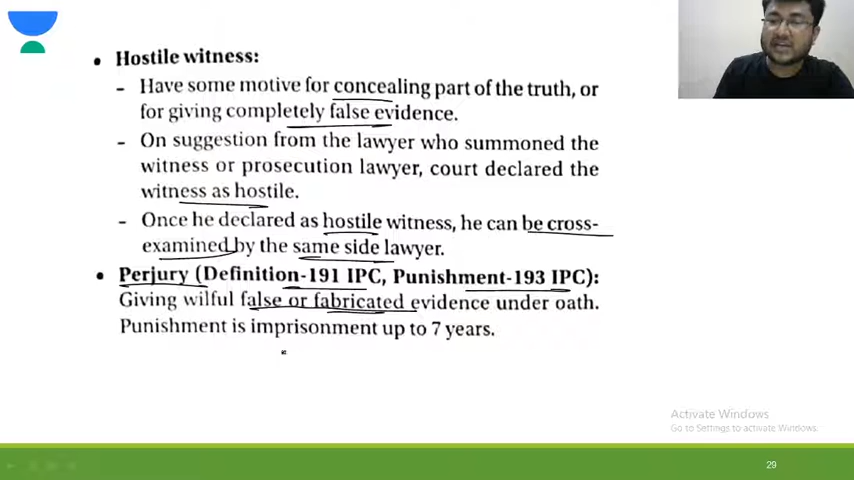 • Hostile witness:
- Have some motive for concealing part of the truth, or
for giving completely false evidence.
- On suggestion from the lawyer who summoned the
witness or prosecution lawyer, court declared the
witness as hostile.
- Once he declared as hostile witness, he can be cross-
examined by the same side lawyer.
• Perjury (Definition-191 IPC, Punishment-193 IPC):
Giving wilful false or fabricated evidence under oath.
Punishment is imprisonment up to 7 years.
Activate Windows
Go to Settings to activate Windows.
29